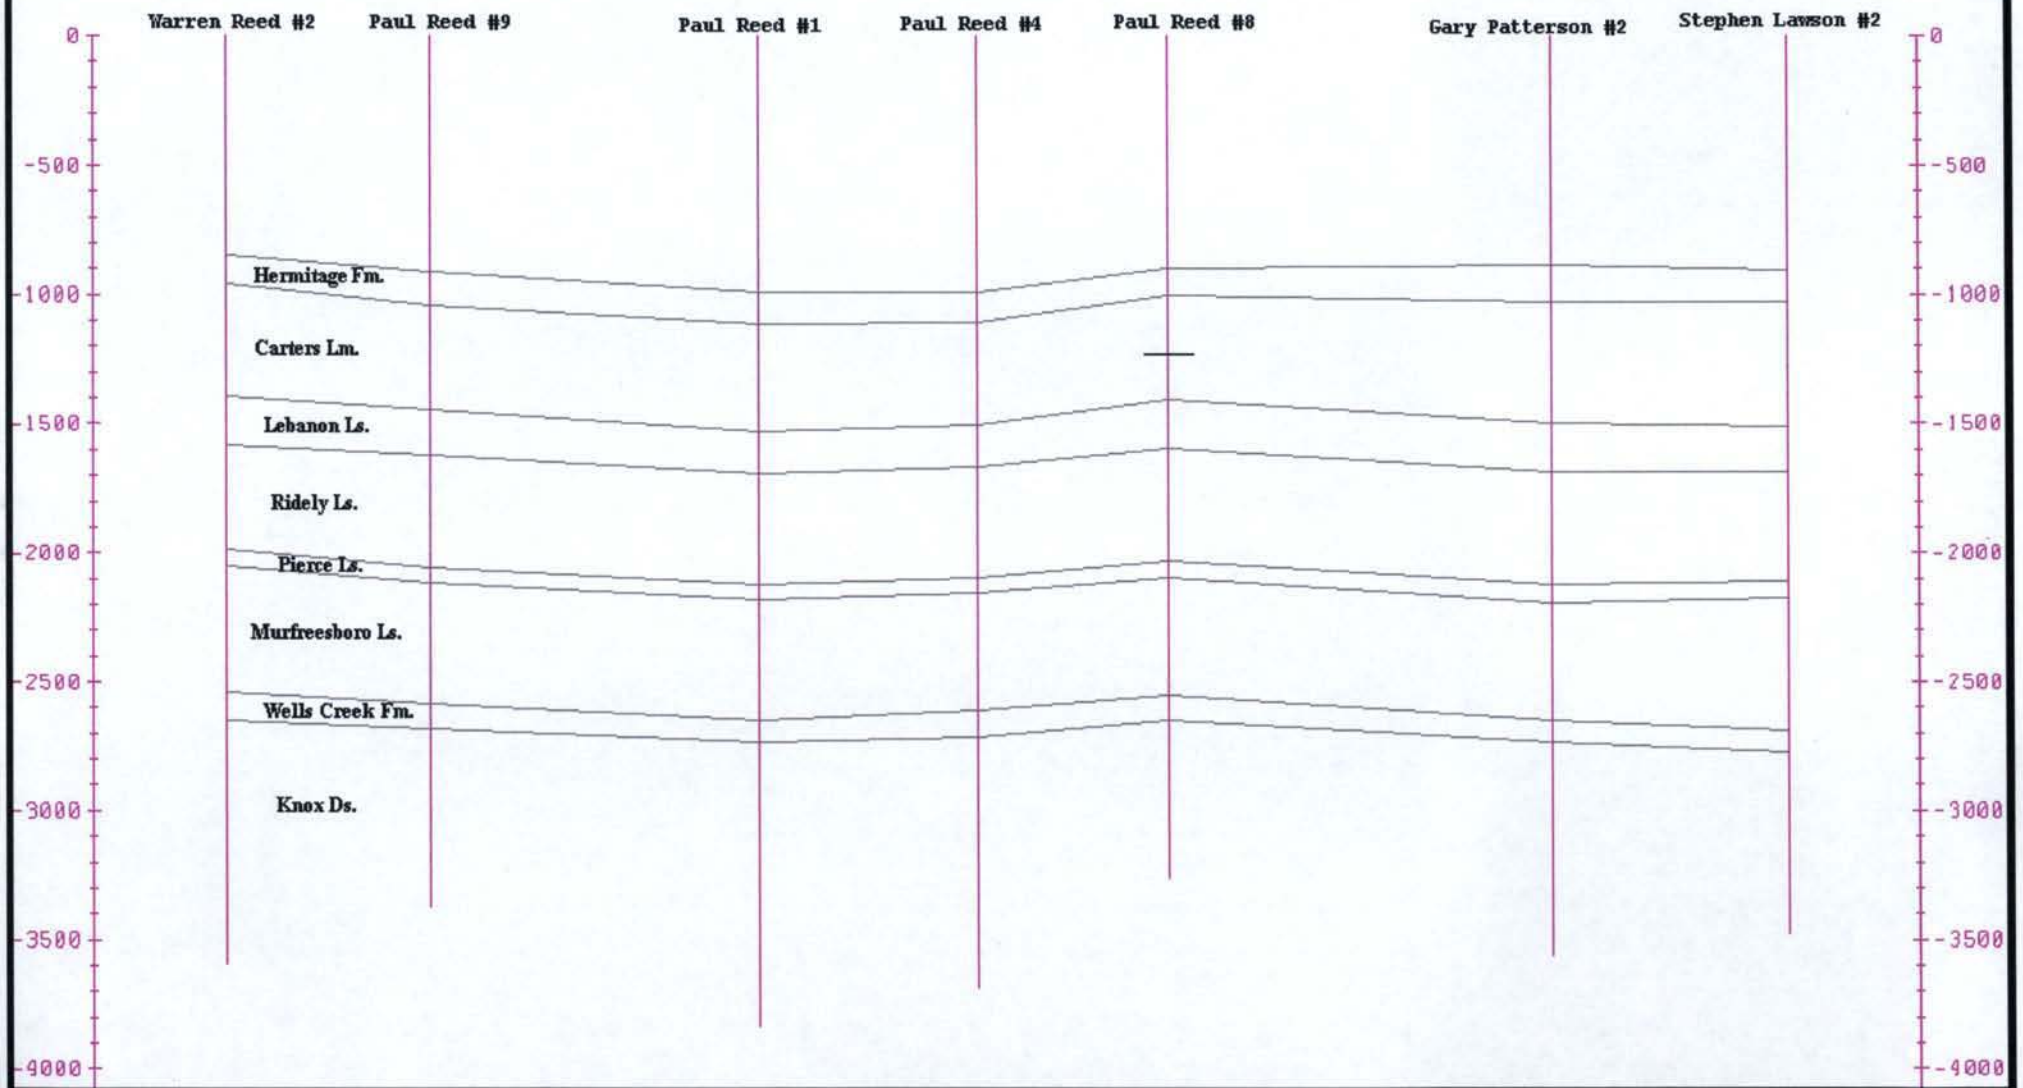 Warren Reed #2 Paul Reed #9 Paul Reed #1 Paul Reed #4 Paul Reed #8 Gary Patterson #2 Stephen Lawson #2
0 0
-500 -500
Hermitage Fm.
-1000 -1000
Carters Lm.
-1500 -1500
Lebanon Ls.
Ridely Ls.
-2000 -2000
Pierce Ls.
Murfreesboro Ls.
-2500 -2500
Wells Creek Fm.
Knox Ds.
-3000 -3000
-3500 -3500
-4000 -4000